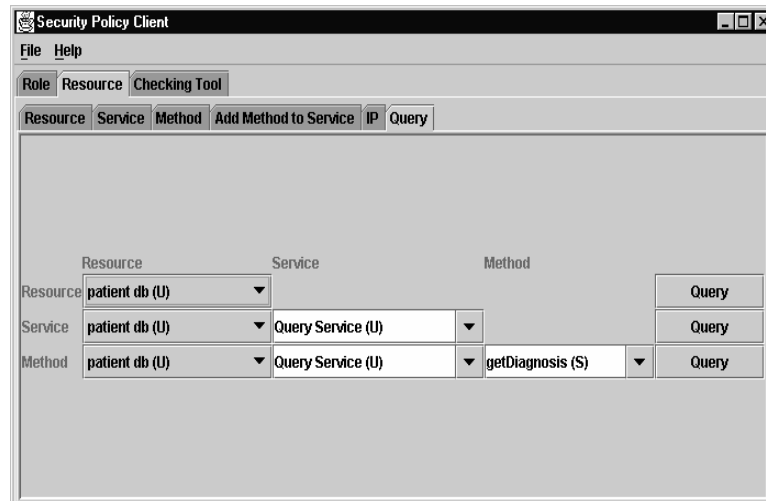 Security Policy Client
File Help
Role Resource Checking Tool
Resource Service Method Add Method to Service IP Query
Resource Service Method
Resource patient db (U) Query
Service patient db (U) Query Service (U) Query
Method patient db (U) Query Service (U) getDiagnosis (S) Query